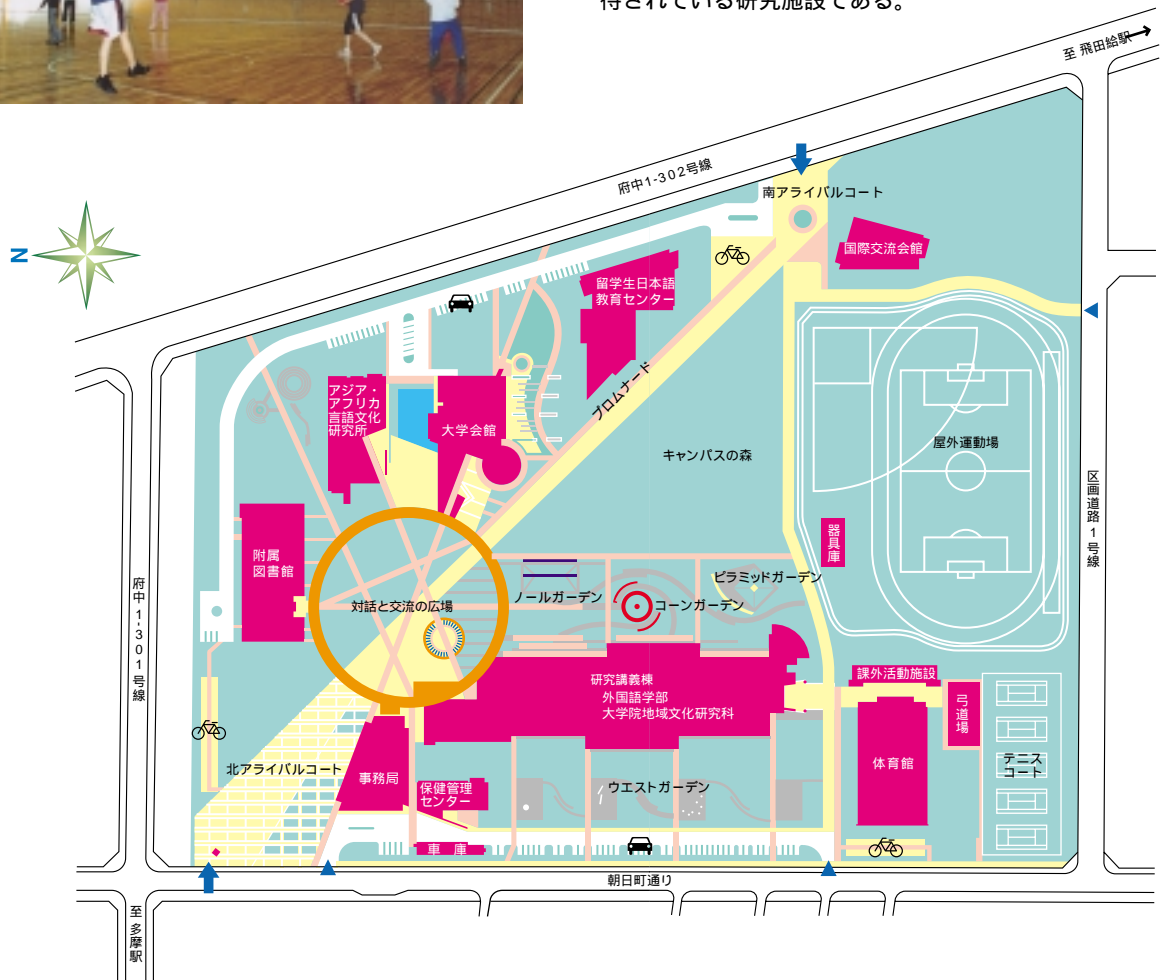 待されている研究施設である。
至 飛田給駅
府中1-302号線
南アライバルコート
国際交流会館
N
留学生日本語
教育センター
プロムナード
アジア・
アフリカ
言語文化
研究所
大学会館
キャンパスの森
屋外運動場
区画道路1号線
器具庫
附属
図書館
府中1-301号線
対話と交流の広場
ノールガーデン
コーンガーデン
ピラミッドガーデン
研究講義棟
外国語学部
大学院地域文化研究科
課外活動施設
弓道場
体育館
テニス
コート
北アライバルコート
事務局
保健管理
センター
ウエストガーデン
車 庫
朝日町通り
至 多摩駅